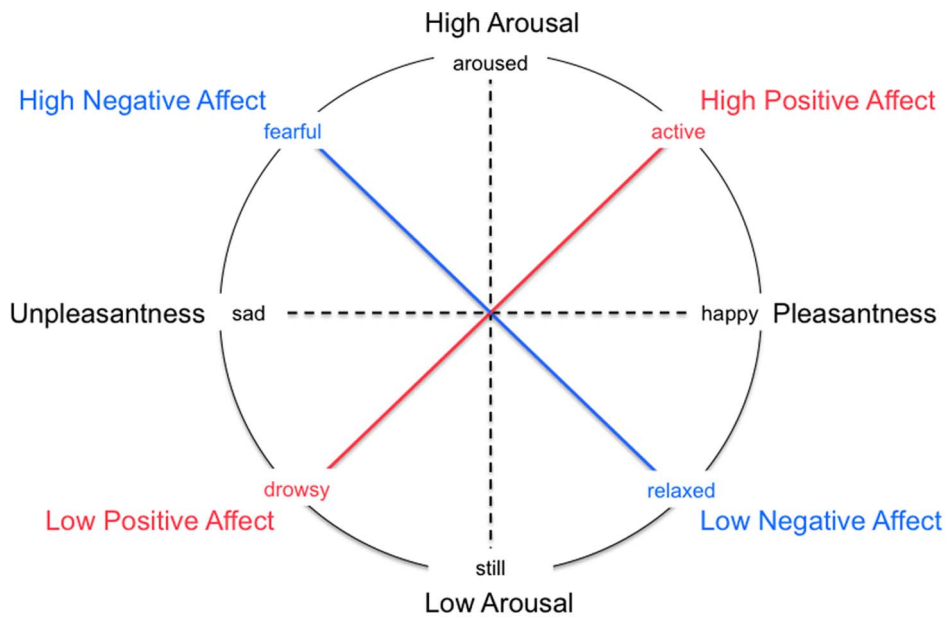 High Arousal
aroused
High Negative Affect
High Positive Affect
fearful
active
Unpleasantness
sad
happy
Pleasantness
drowsy
relaxed
Low Positive Affect
Low Negative Affect
still
Low Arousal